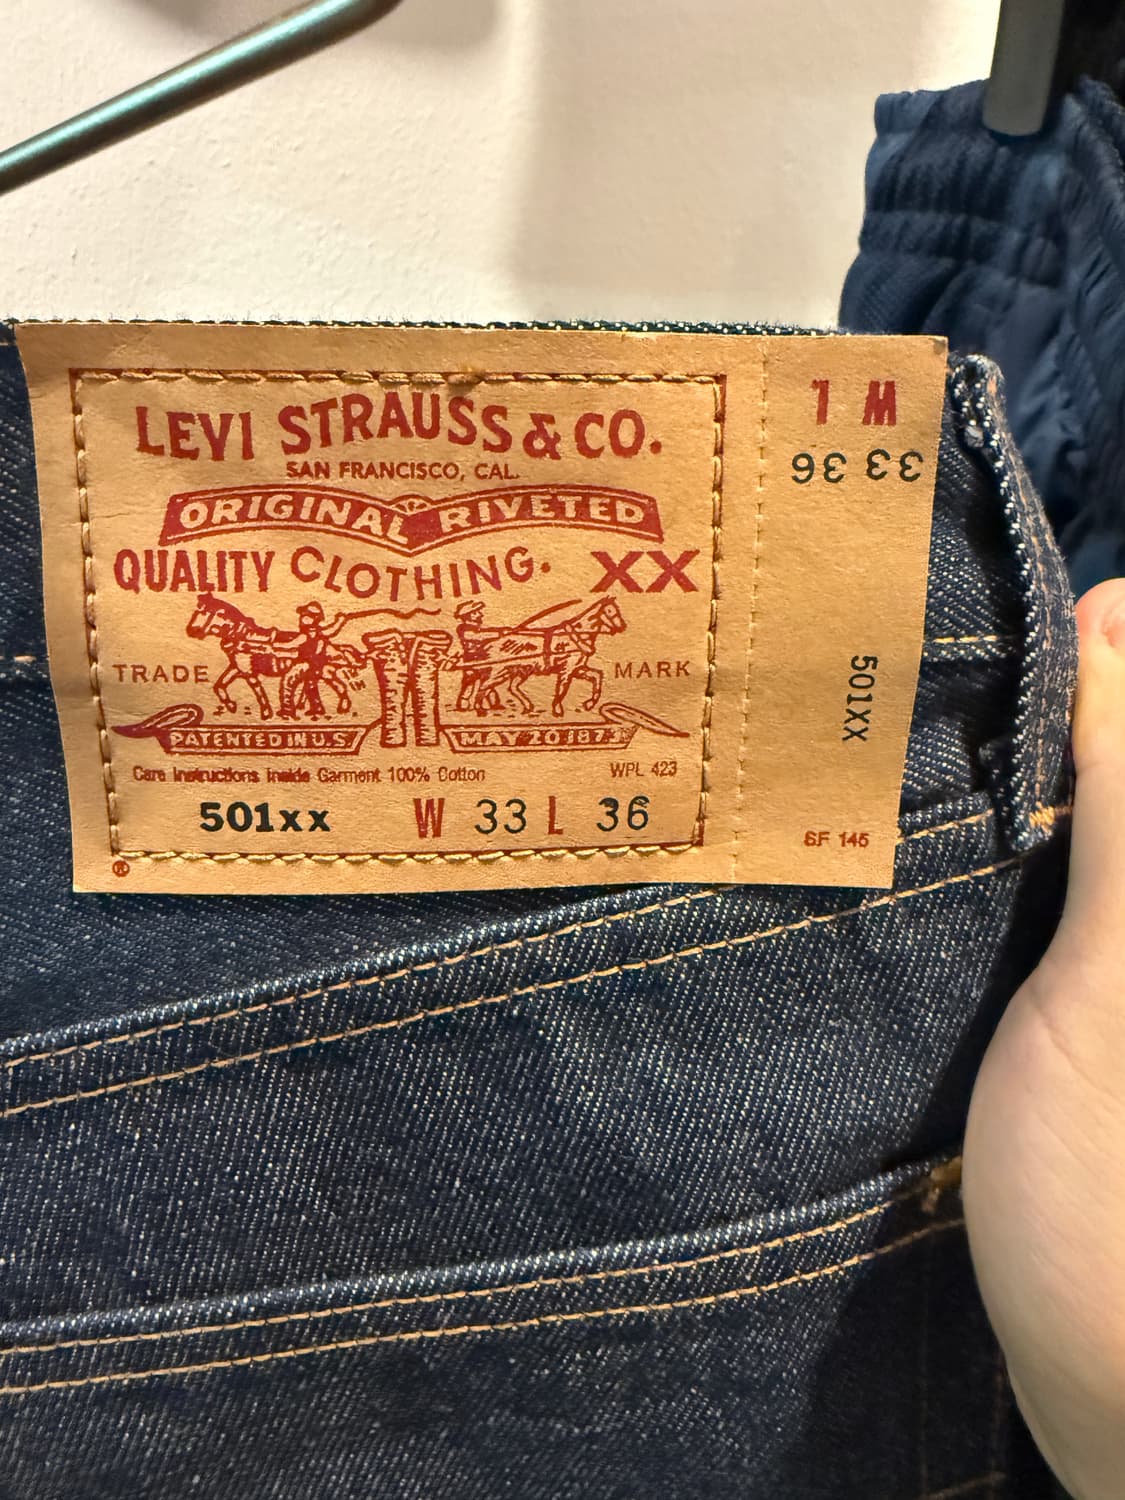 LEVI STRAUSS & CO.
SAN FRANCISCO, CAL.
ORIGINAL RIVETED
QUALITY CLOTHING. XX
TRADE MARK
TM
PATENTED IN U.S.
MAY 20 1873
Care Instructions Inside Garment 100% Cotton WPL 423
501xx W 33 L 36
®
W L
33 36
501XX
SF 145